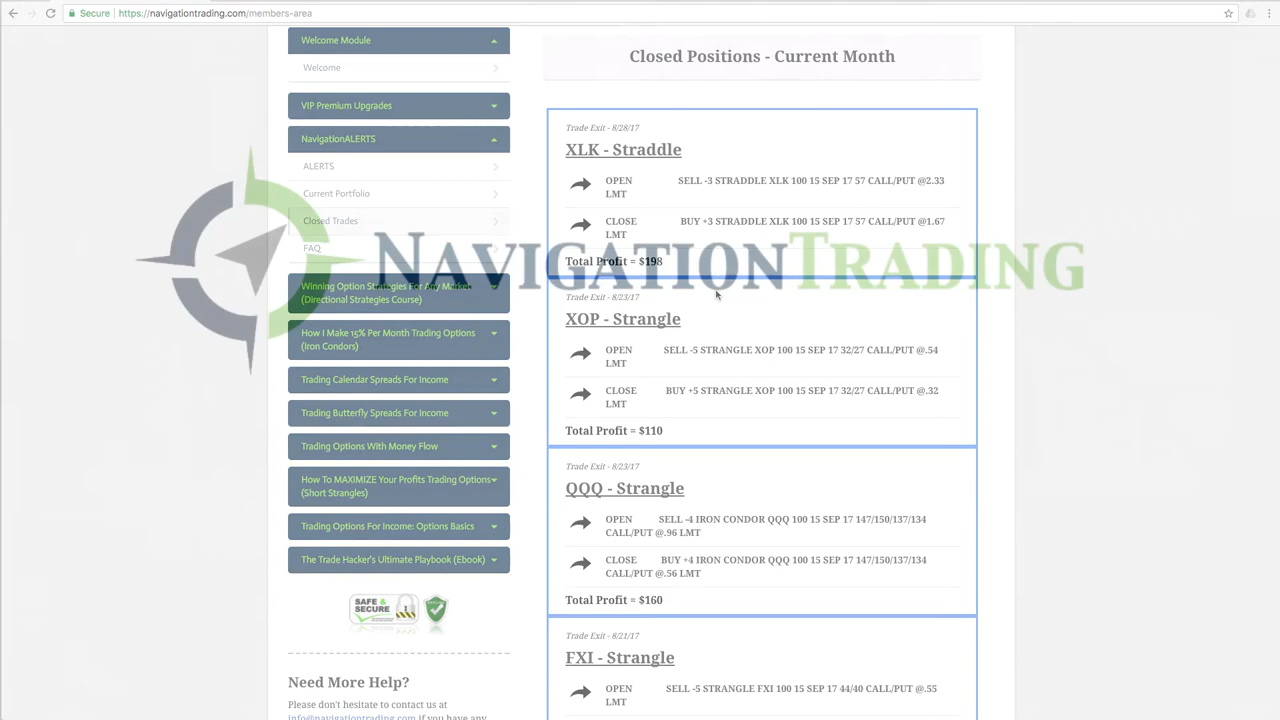 Secure https://navigationtrading.com/members-area
Welcome Module
Welcome
VIP Premium Upgrades
NavigationALERTS
ALERTS
Current Portfolio
Closed Trades
FAQ
Winning Option Strategies For Any Market
(Directional Strategies Course)
How I Make 15% Per Month Trading Options
(Iron Condors)
Trading Calendar Spreads For Income
Trading Butterfly Spreads For Income
Trading Options With Money Flow
How To MAXIMIZE Your Profits Trading Options
(Short Strangles)
Trading Options For Income: Options Basics
The Trade Hacker's Ultimate Playbook (Ebook)
SAFE &
SECURE
Need More Help?
Please don't hesitate to contact us at
info@navigationtrading.com if you have any
NAVIGATIONTRADING
Closed Positions - Current Month
Trade Exit - 8/28/17
XLK - Straddle
OPEN SELL -3 STRADDLE XLK 100 15 SEP 17 57 CALL/PUT @2.33
LMT
CLOSE BUY +3 STRADDLE XLK 100 15 SEP 17 57 CALL/PUT @1.67
LMT
Total Profit = $198
Trade Exit - 8/23/17
XOP - Strangle
OPEN SELL -5 STRANGLE XOP 100 15 SEP 17 32/27 CALL/PUT @.54
LMT
CLOSE BUY +5 STRANGLE XOP 100 15 SEP 17 32/27 CALL/PUT @.32
LMT
Total Profit = $110
Trade Exit - 8/23/17
QQQ - Strangle
OPEN SELL -4 IRON CONDOR QQQ 100 15 SEP 17 147/150/137/134
CALL/PUT @.96 LMT
CLOSE BUY +4 IRON CONDOR QQQ 100 15 SEP 17 147/150/137/134
CALL/PUT @.56 LMT
Total Profit = $160
Trade Exit - 8/21/17
FXI - Strangle
OPEN SELL -5 STRANGLE FXI 100 15 SEP 17 44/40 CALL/PUT @.55
LMT